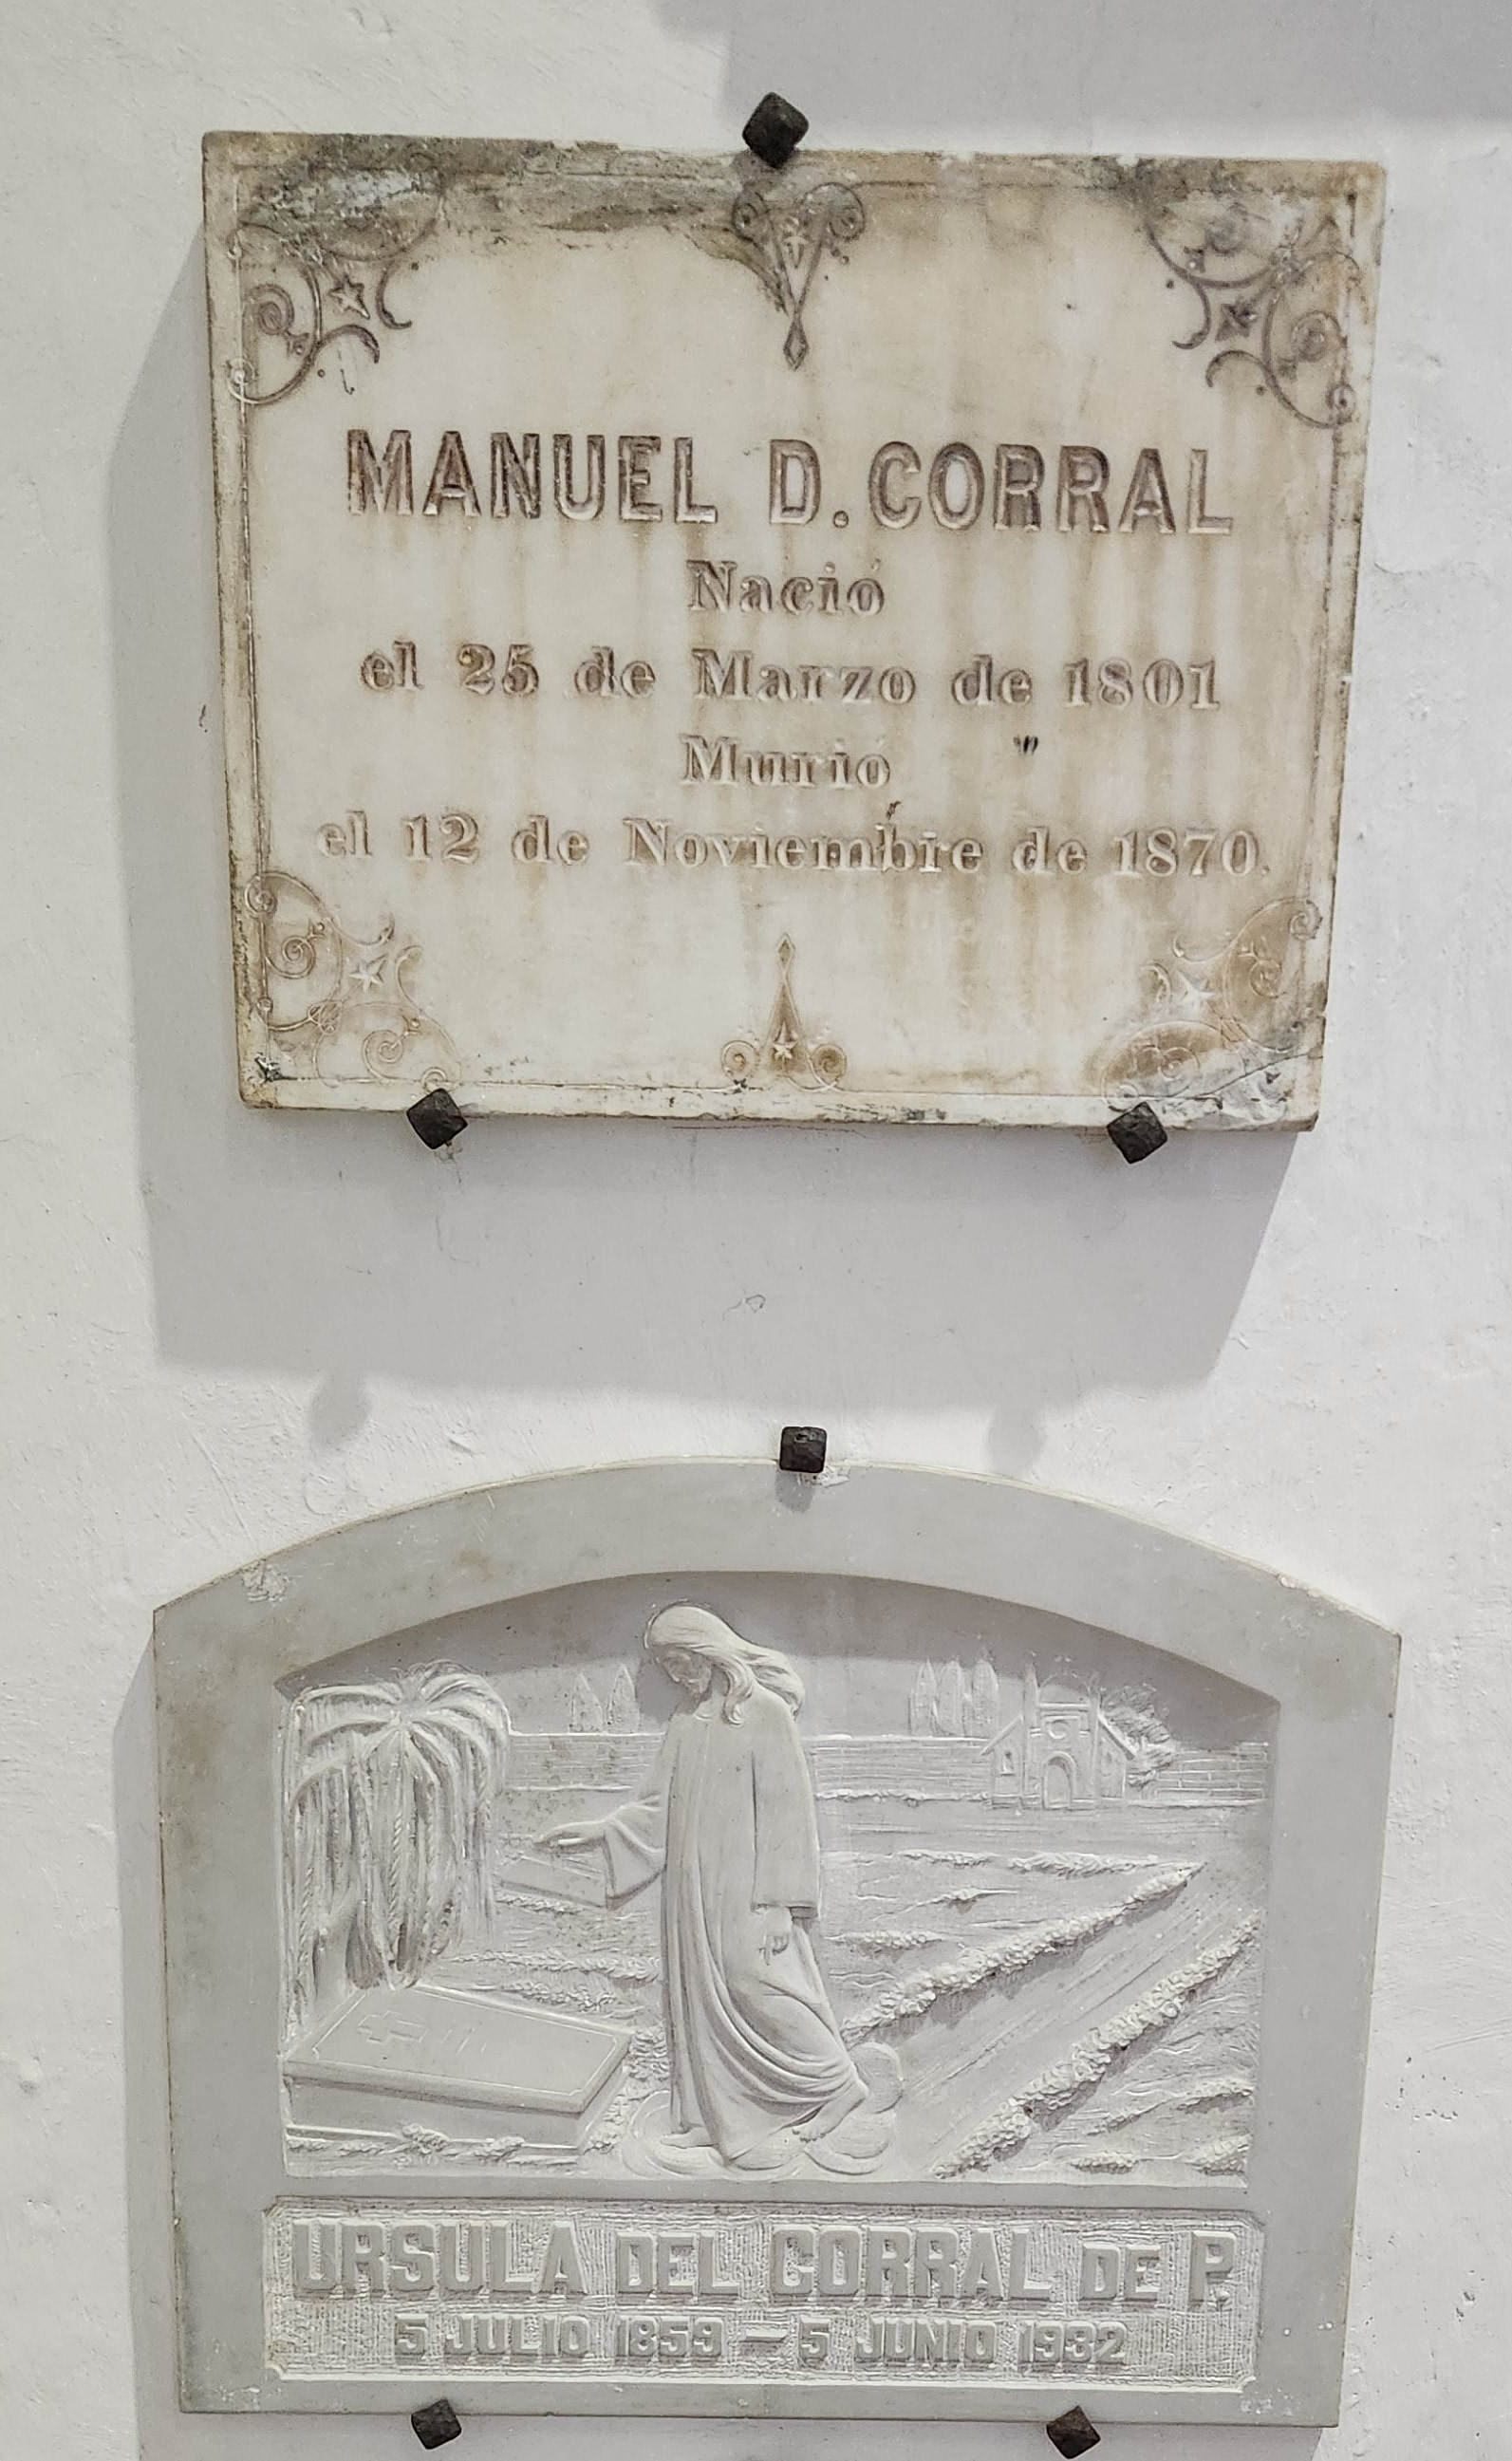 MANUEL D. CORRAL
Nació
el 25 de Marzo de 1801
Murió "
el 12 de Noviembre de 1870.
URSULA DEL CORRAL DE P.
5 JULIO 1859 - 5 JUNIO 1932